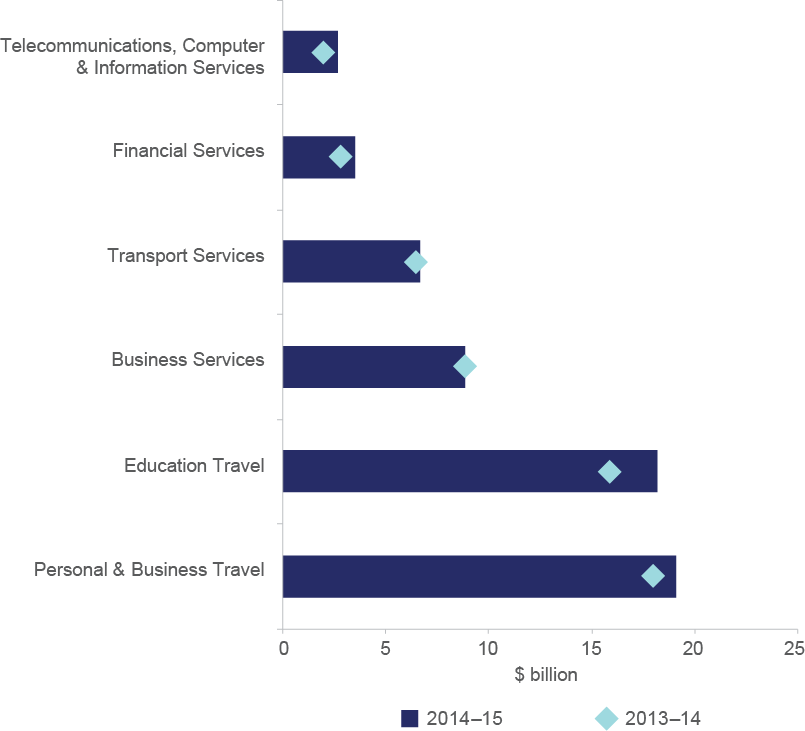 Telecommunications, Computer
& Information Services
Financial Services
Transport Services
Business Services
Education Travel
Personal & Business Travel
0 5 10 15 20 25
$ billion
2014–15 2013–14